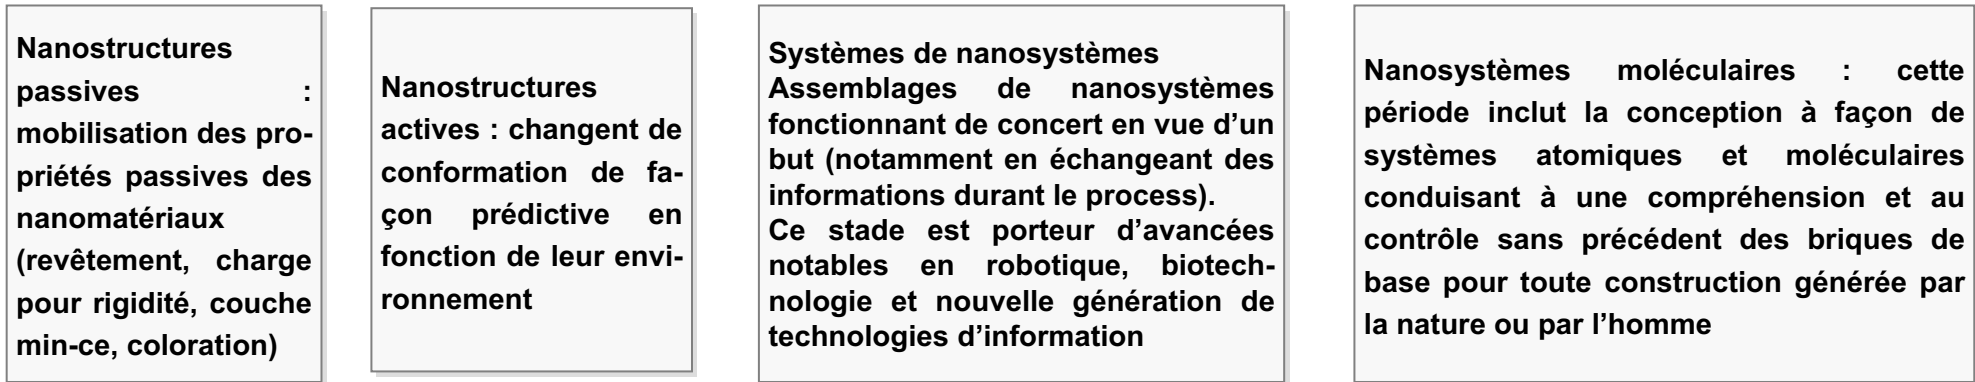 Nanostructures
passives :
mobilisation des pro-
priétés passives des
nanomatériaux
(revêtement, charge
pour rigidité, couche
min-ce, coloration)
Nanostructures
actives : changent de
conformation de fa-
çon prédictive en
fonction de leur envi-
ronnement
Systèmes de nanosystèmes
Assemblages de nanosystèmes
fonctionnant de concert en vue d’un
but (notamment en échangeant des
informations durant le process).
Ce stade est porteur d’avancées
notables en robotique, biotech-
nologie et nouvelle génération de
technologies d’information
Nanosystèmes moléculaires : cette
période inclut la conception à façon de
systèmes atomiques et moléculaires
conduisant à une compréhension et au
contrôle sans précédent des briques de
base pour toute construction générée par
la nature ou par l’homme